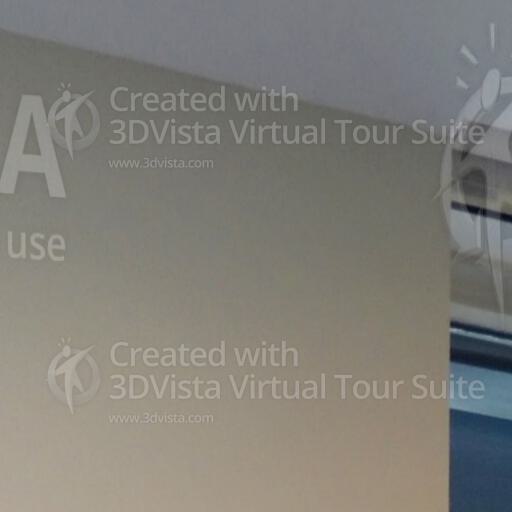 A
use
Created with
3DVista Virtual Tour Suite
www.3dvista.com
Created with
3DVista Virtual Tour Suite
www.3dvista.com